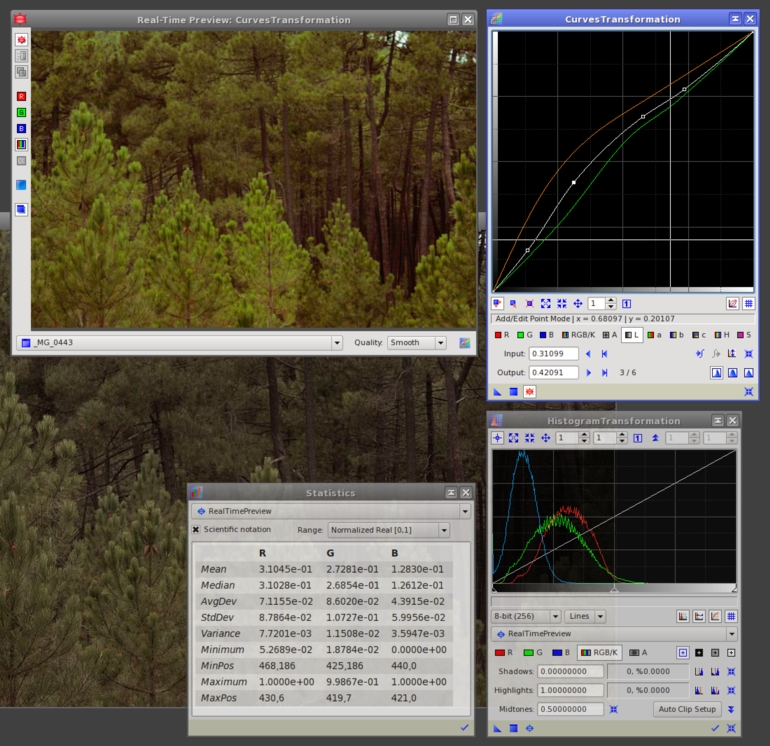 Real-Time Preview: CurvesTransformation
R
G
B
_MG_0443
Quality: Smooth
CurvesTransformation
1
1
Add/Edit Point Mode | x = 0.68097 | y = 0.20107
R G B RGB/K A L a b c H S
Input: 0.31099
Output: 0.42091 3 / 6
HistogramTransformation
1 1 1 1 1
8-bit (256) Lines
RealTimePreview
R G B RGB/K A
Shadows: 0.00000000 0, %0.0000
Highlights: 1.00000000 0, %0.0000
Midtones: 0.50000000 Auto Clip Setup
Statistics
RealTimePreview
Scientific notation Range: Normalized Real [0,1]
R G B
Mean 3.1045e-01 2.7281e-01 1.2830e-01
Median 3.1028e-01 2.6854e-01 1.2612e-01
AvgDev 7.1155e-02 8.6020e-02 4.3915e-02
StdDev 8.7864e-02 1.0727e-01 5.9956e-02
Variance 7.7201e-03 1.1508e-02 3.5947e-03
Minimum 5.2689e-02 1.8784e-02 0.0000e+00
MinPos 468,186 425,186 440,0
Maximum 1.0000e+00 9.9867e-01 1.0000e+00
MaxPos 430,6 419,7 421,0